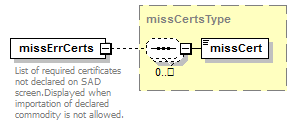 missCertsType
missErrCerts
missCert
0..
List of required certificates
not declared on SAD
screen.Displayed when
importation of declared
commodity is not allowed.